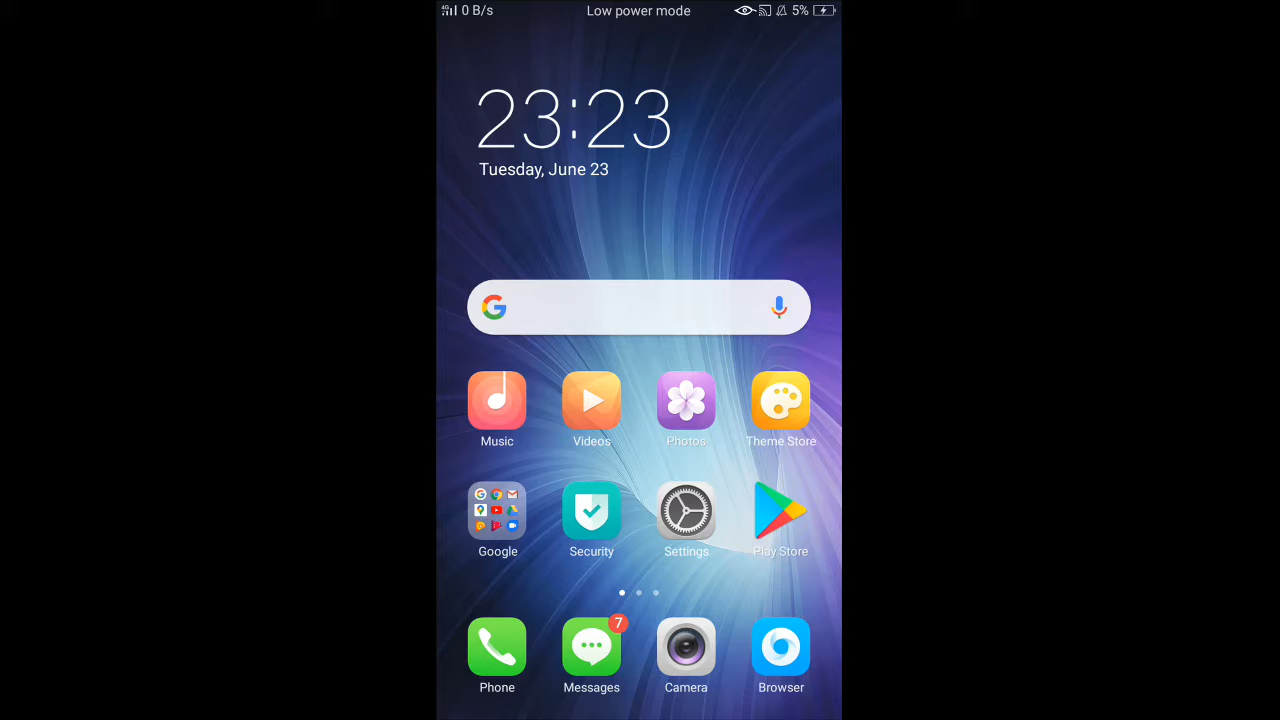 4G 0 B/s Low power mode 5%
23:23
Tuesday, June 23
Music Videos Photos Theme Store
Google Security Settings Play Store
7
Phone Messages Camera Browser